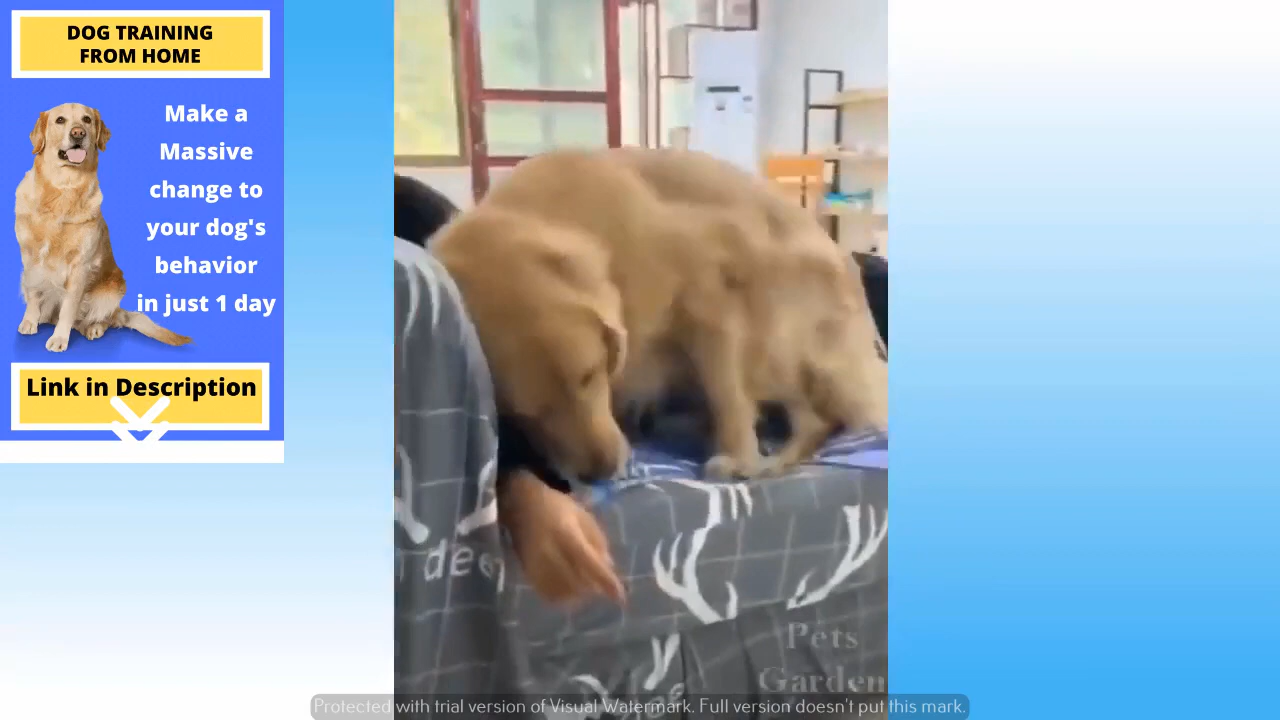 DOG TRAINING
FROM HOME
Make a
Massive
change to
your dog's
behavior
in just 1 day
Link in Description
deer
Pets
Garden
Protected with trial version of Visual Watermark. Full version doesn't put this mark.